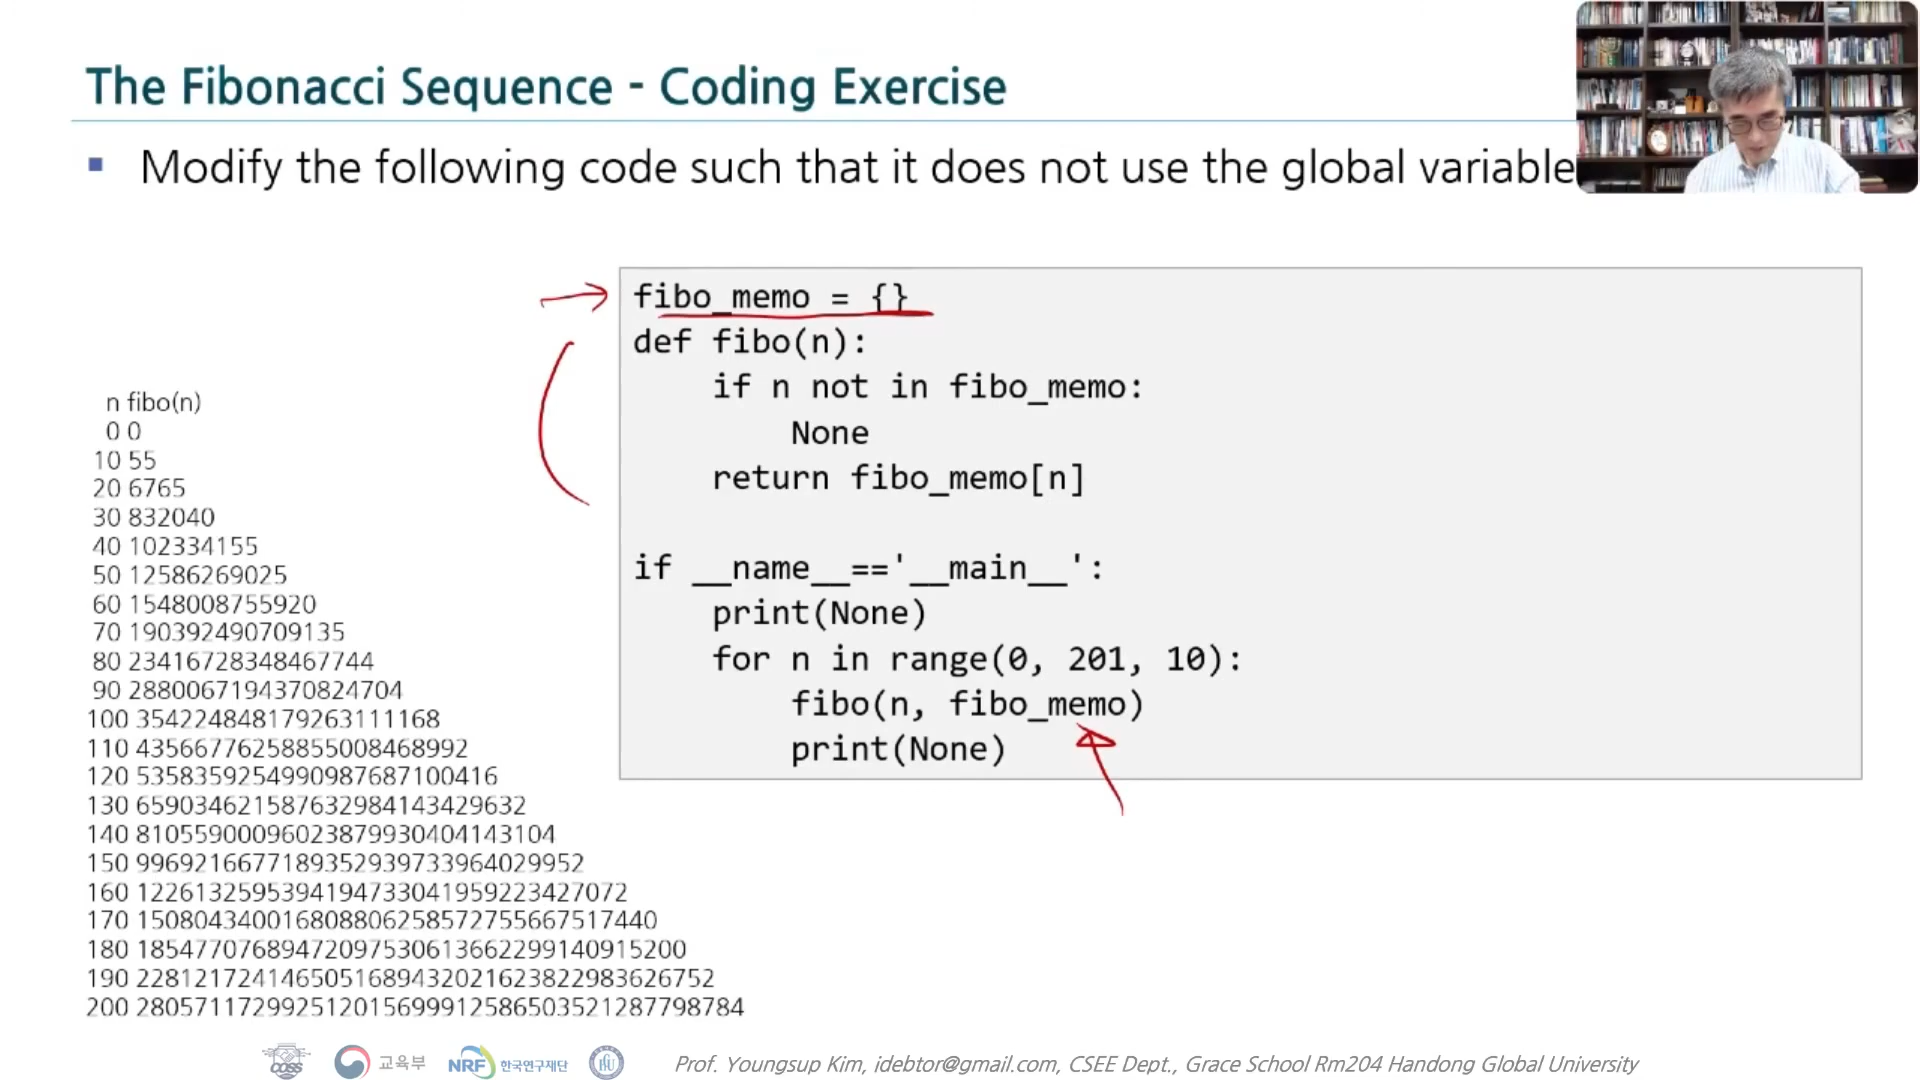 The Fibonacci Sequence - Coding Exercise
Modify the following code such that it does not use the global variable
fibo_memo = {}
def fibo(n):
    if n not in fibo_memo:
        None
    return fibo_memo[n]
if __name__=='__main__':
    print(None)
    for n in range(0, 201, 10):
        fibo(n, fibo_memo)
        print(None)
n fibo(n)
0 0
10 55
20 6765
30 832040
40 102334155
50 12586269025
60 1548008755920
70 190392490709135
80 23416728348467744
90 2880067194370824704
100 354224848179263111168
110 43566776258855008468992
120 5358359254990987687100416
130 659034621587632984143429632
140 81055900096023879930404143104
150 9969216677189352939733964029952
160 1226132595394194733041959223427072
170 150804340016808806258572755667517440
180 18547707689472097530613662299140915200
190 2281217241465051689432021623822983626752
200 280571172992512015699912586503521287798784
COSS 교육부 NRF 한국연구재단
Prof. Youngsup Kim, idebtor@gmail.com, CSEE Dept., Grace School Rm204 Handong Global University